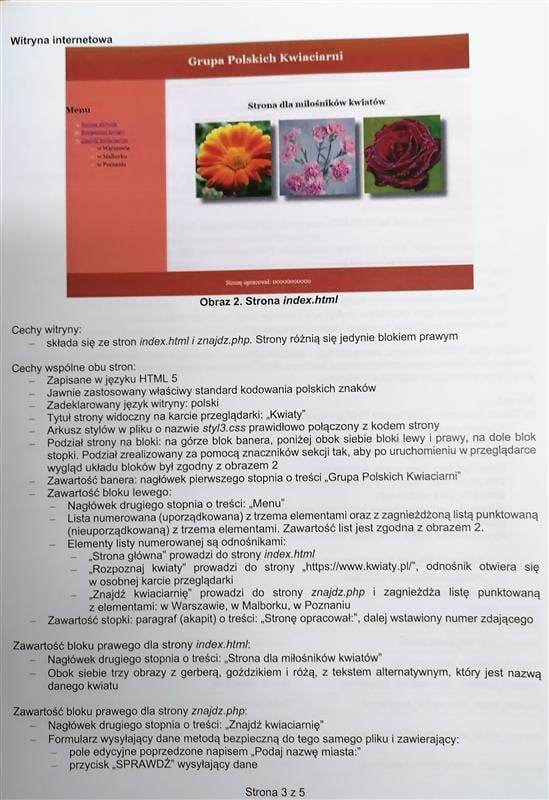 Witryna internetowa
Grupa Polskich Kwiaciarni
Menu
Strona główna
Rozpoznaj kwiaty
Znajdź kwiaciarnię
w Warszawie
w Malborku
w Poznaniu
Strona dla miłośników kwiatów
Stronę opracował: 00000000000
Obraz 2. Strona index.html
Cechy witryny:
– składa się ze stron index.html i znajdz.php. Strony różnią się jedynie blokiem prawym
Cechy wspólne obu stron:
– Zapisane w języku HTML 5
– Jawnie zastosowany właściwy standard kodowania polskich znaków
– Zadeklarowany język witryny: polski
– Tytuł strony widoczny na karcie przeglądarki: „Kwiaty”
– Arkusz stylów w pliku o nazwie styl3.css prawidłowo połączony z kodem strony
– Podział strony na bloki: na górze blok banera, poniżej obok siebie bloki lewy i prawy, na dole blok
stopki. Podział zrealizowany za pomocą znaczników sekcji tak, aby po uruchomieniu w przeglądarce
wygląd układu bloków był zgodny z obrazem 2
– Zawartość banera: nagłówek pierwszego stopnia o treści „Grupa Polskich Kwiaciarni”
– Zawartość bloku lewego:
– Nagłówek drugiego stopnia o treści: „Menu”
– Lista numerowana (uporządkowana) z trzema elementami oraz z zagnieżdżoną listą punktowaną
(nieuporządkowaną) z trzema elementami. Zawartość list jest zgodna z obrazem 2.
– Elementy listy numerowanej są odnośnikami:
– „Strona główna” prowadzi do strony index.html
– „Rozpoznaj kwiaty” prowadzi do strony „https://www.kwiaty.pl/”, odnośnik otwiera się
w osobnej karcie przeglądarki
– „Znajdź kwiaciarnię” prowadzi do strony znajdz.php i zagnieżdża listę punktowaną
z elementami: w Warszawie, w Malborku, w Poznaniu
– Zawartość stopki: paragraf (akapit) o treści: „Stronę opracował:”, dalej wstawiony numer zdającego
Zawartość bloku prawego dla strony index.html:
– Nagłówek drugiego stopnia o treści: „Strona dla miłośników kwiatów”
– Obok siebie trzy obrazy z gerberą, goździkiem i różą, z tekstem alternatywnym, który jest nazwą
danego kwiatu
Zawartość bloku prawego dla strony znajdz.php:
– Nagłówek drugiego stopnia o treści: „Znajdź kwiaciarnię”
– Formularz wysyłający dane metodą bezpieczną do tego samego pliku i zawierający:
– pole edycyjne poprzedzone napisem „Podaj nazwę miasta:”
– przycisk „SPRAWDŹ” wysyłający dane
Strona 3 z 5